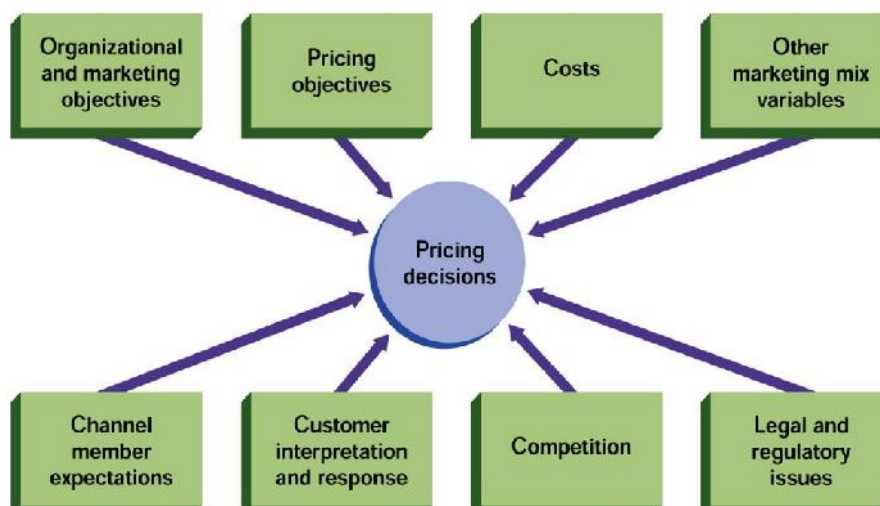 Organizational
and marketing
objectives
Pricing
objectives
Costs
Other
marketing mix
variables
Pricing
decisions
Channel
member
expectations
Customer
interpretation
and response
Competition
Legal and
regulatory
issues